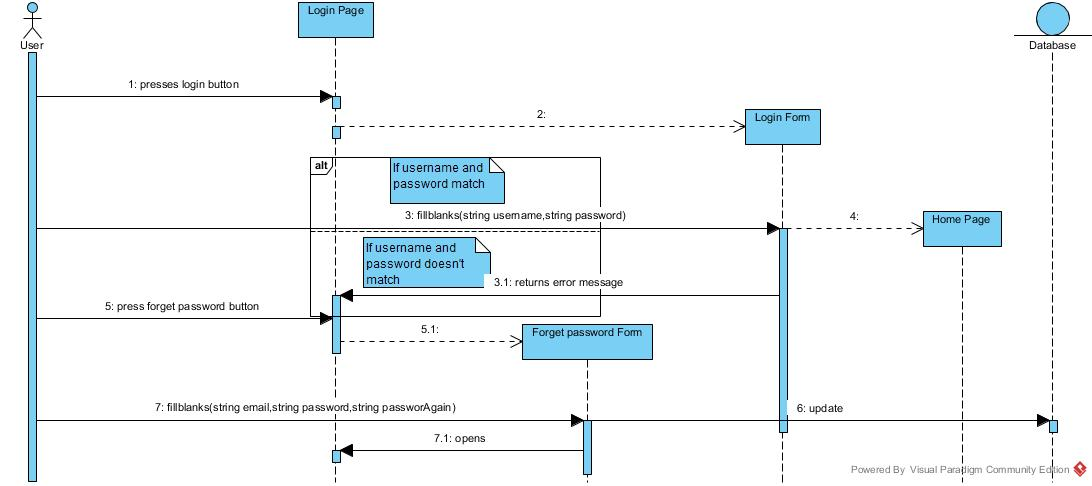 Login Page
User
Database
1: presses login button
2:
Login Form
alt
If username and
password match
3: fillblanks(string username,string password)
4:
Home Page
If username and
password doesn't
match
3.1: returns error message
5: press forget password button
5.1:
Forget password Form
7: fillblanks(string email,string password,string passworAgain)
6: update
7.1: opens
Powered By Visual Paradigm Community Edition